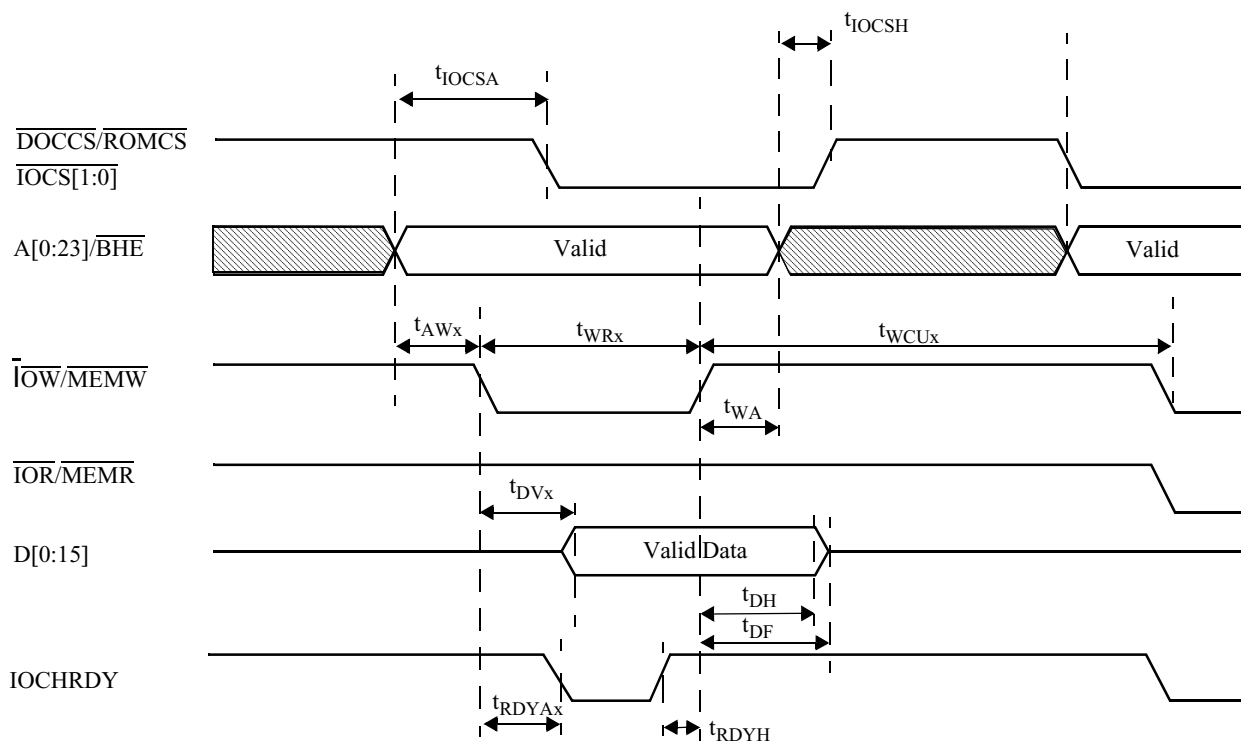 tIOCSH
tIOCSA
DOCCS/ROMCS
IOCS[1:0]
A[0:23]/BHE
Valid
Valid
tAWx
tWRx
tWCUx
IOW/MEMW
tWA
IOR/MEMR
tDVx
D[0:15]
Valid Data
tDH
tDF
IOCHRDY
tRDYAx
tRDYH